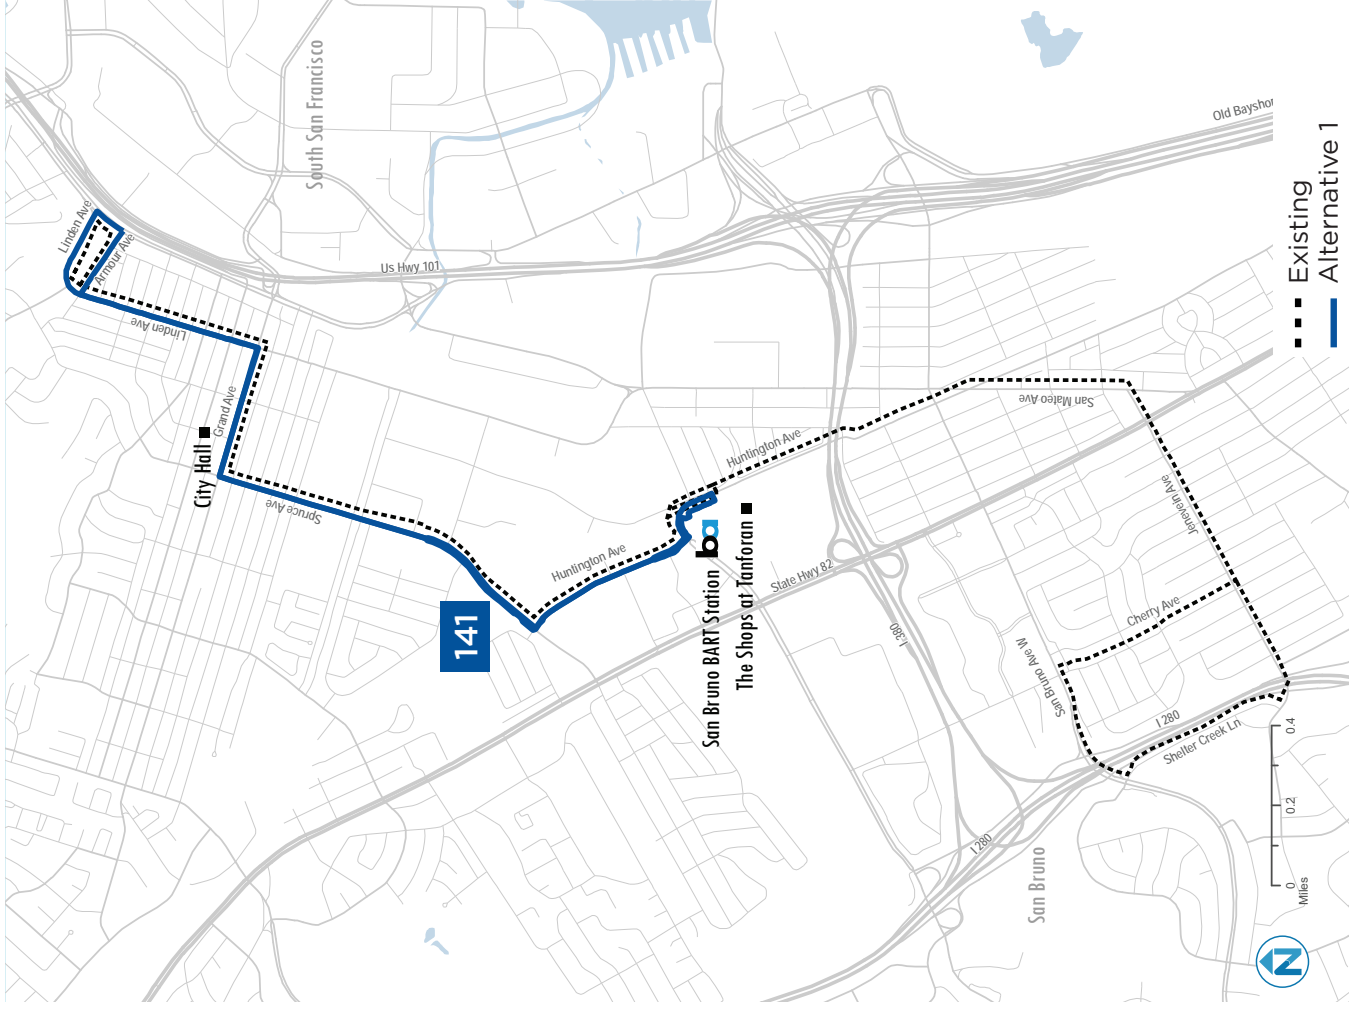 South San Francisco
Old Bayshor
Linden Ave
Armour Ave
Us Hwy 101
Linden Ave
Grand Ave
City Hall
Spruce Ave
141
Huntington Ave
Huntington Ave
San Bruno BART Station
ba
The Shops at Tanforan
State Hwy 82
I 380
San Mateo Ave
Jenevein Ave
Cherry Ave
San Bruno Ave W
I 280
Shelter Creek Ln
I 280
San Bruno
Existing
Alternative 1
0 0.2 0.4
Miles
N